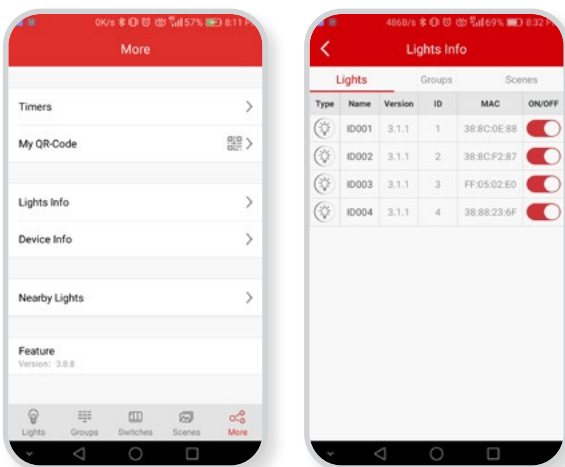 0K/s 57% 8:11 P
More
Timers
My QR-Code
Lights Info
Device Info
Nearby Lights
Feature
Version: 3.8.8
Lights Groups Switches Scenes More
486B/s 69% 8:32 P
Lights Info
Lights Groups Scenes
Type Name Version ID MAC ON/OFF
ID001 3.1.1 1 38:8C:0E:88
ID002 3.1.1 2 38:8C:F2:87
ID003 3.1.1 3 FF:05:02:E0
ID004 3.1.1 4 38:88:23:6F